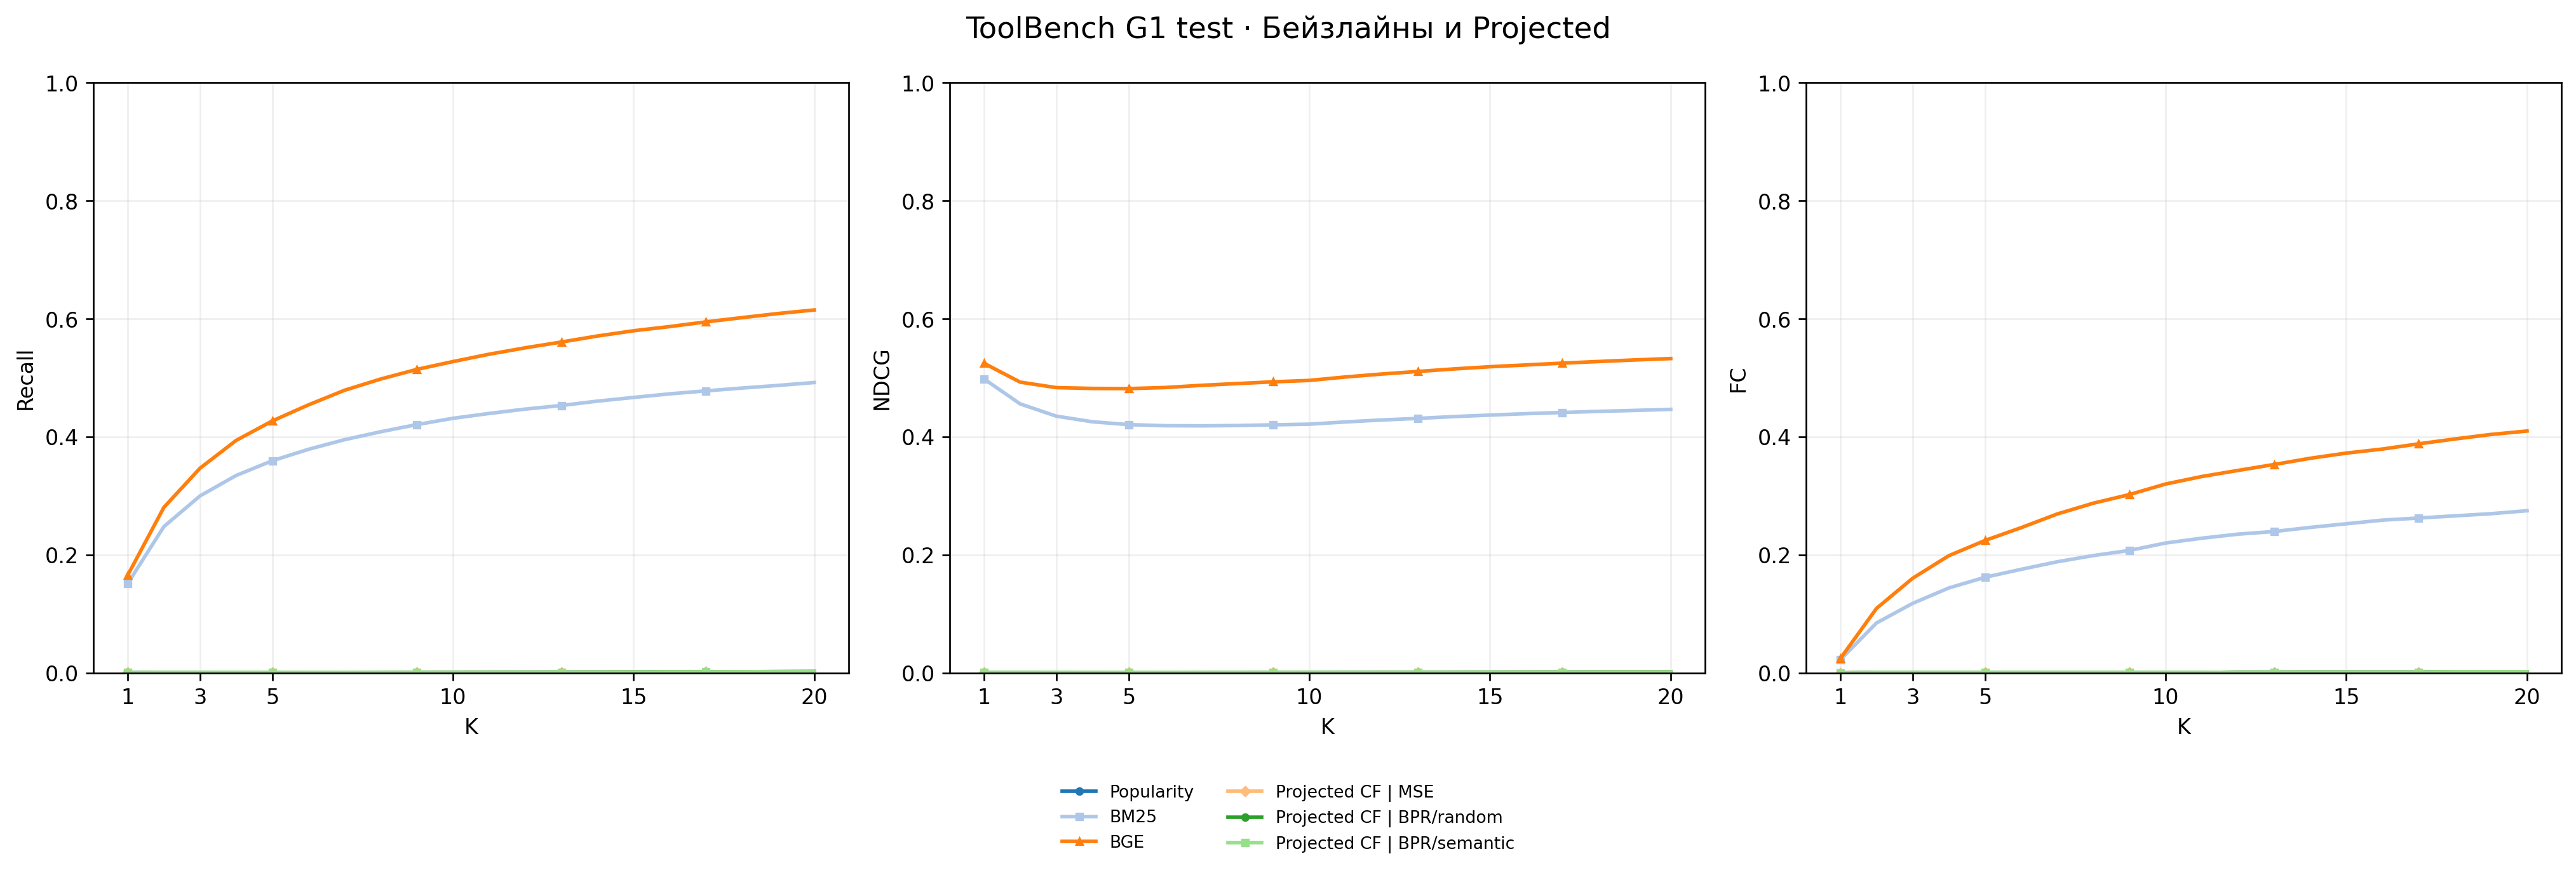 ToolBench G1 test · Бейзлайны и Projected
1.0
0.8
0.6
0.4
0.2
0.0
Recall
1 3 5 10 15 20
K
1.0
0.8
0.6
0.4
0.2
0.0
NDCG
1 3 5 10 15 20
K
1.0
0.8
0.6
0.4
0.2
0.0
FC
1 3 5 10 15 20
K
Popularity
BM25
BGE
Projected CF | MSE
Projected CF | BPR/random
Projected CF | BPR/semantic